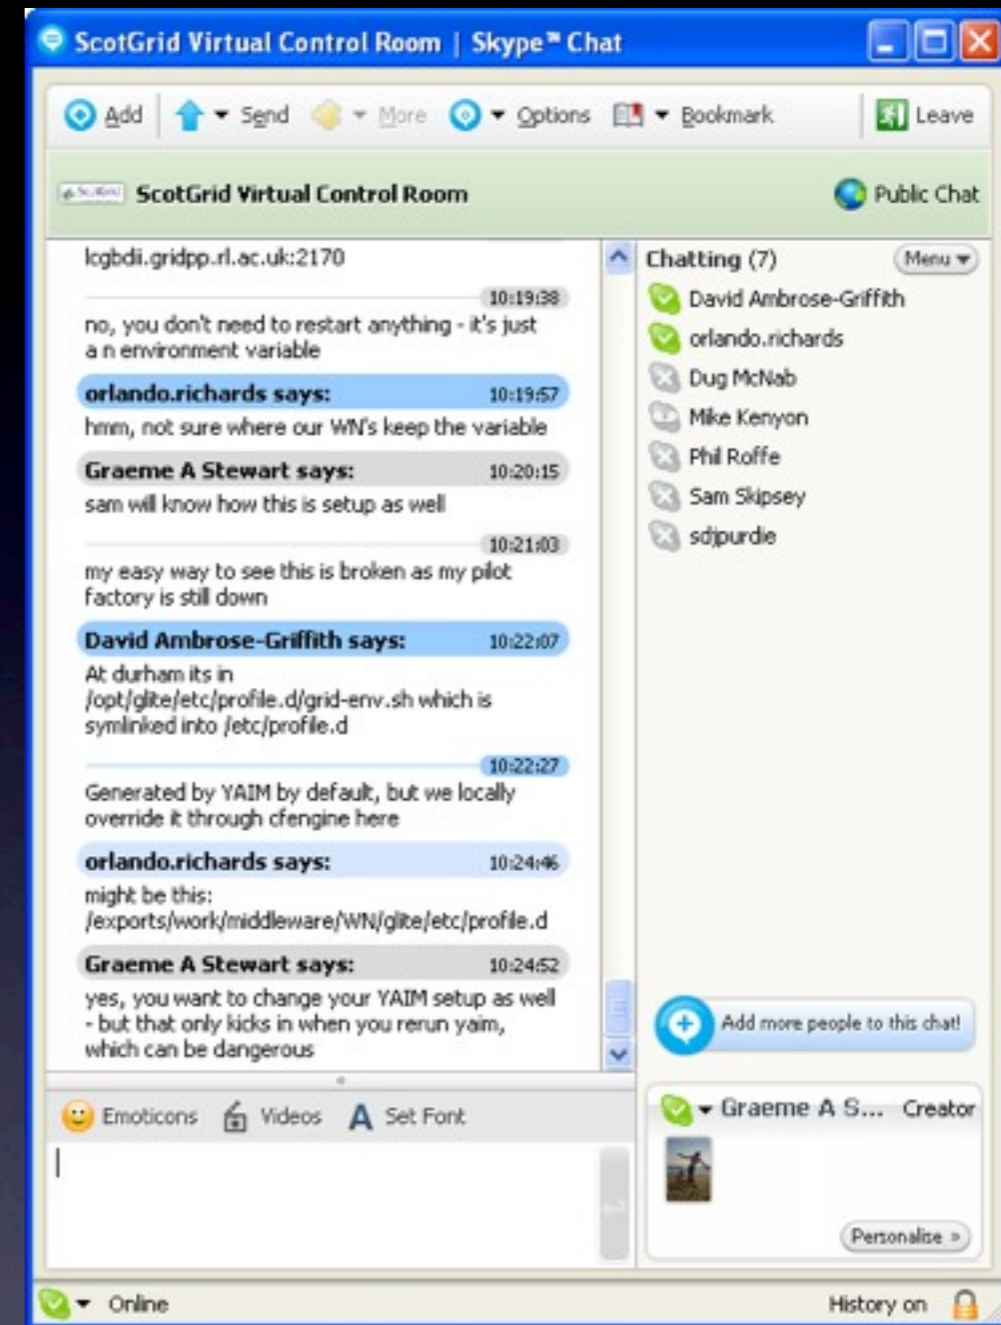 ScotGrid Virtual Control Room | Skype™ Chat
Add Send More Options Bookmark Leave
ScotGrid Virtual Control Room Public Chat
lcgbdii.gridpp.rl.ac.uk:2170
10:19:38
no, you don't need to restart anything - it's just
a n environment variable
orlando.richards says: 10:19:57
hmm, not sure where our WN's keep the variable
Graeme A Stewart says: 10:20:15
sam will know how this is setup as well
10:21:03
my easy way to see this is broken as my pilot
factory is still down
David Ambrose-Griffith says: 10:22:07
At durham its in
/opt/glite/etc/profile.d/grid-env.sh which is
symlinked into /etc/profile.d
10:22:27
Generated by YAIM by default, but we locally
override it through cfengine here
orlando.richards says: 10:24:46
might be this:
/exports/work/middleware/WN/glite/etc/profile.d
Graeme A Stewart says: 10:24:52
yes, you want to change your YAIM setup as well
- but that only kicks in when you rerun yaim,
which can be dangerous
Emoticons Videos A Set Font
Chatting (7) Menu
David Ambrose-Griffith
orlando.richards
Dug McNab
Mike Kenyon
Phil Roffe
Sam Skipsey
sdjpurdie
Add more people to this chat!
Graeme A S... Creator
Personalise »
Online History on